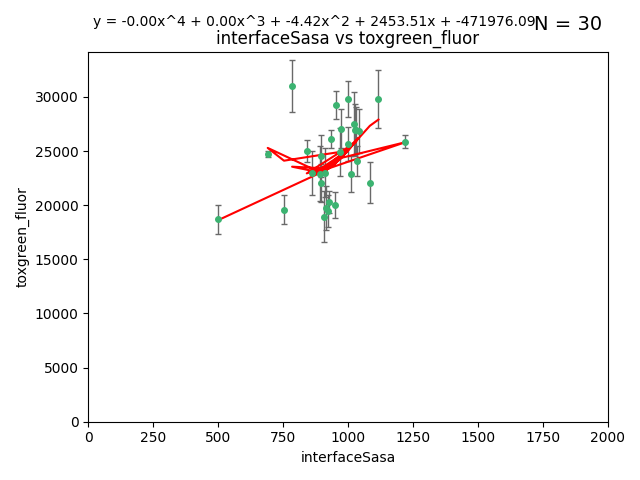 y = -0.00x^4 + 0.00x^3 + -4.42x^2 + 2453.51x + -471976.09
N = 30
interfaceSasa vs toxgreen_fluor
toxgreen_fluor
30000
25000
20000
15000
10000
5000
0
0 250 500 750 1000 1250 1500 1750 2000
interfaceSasa